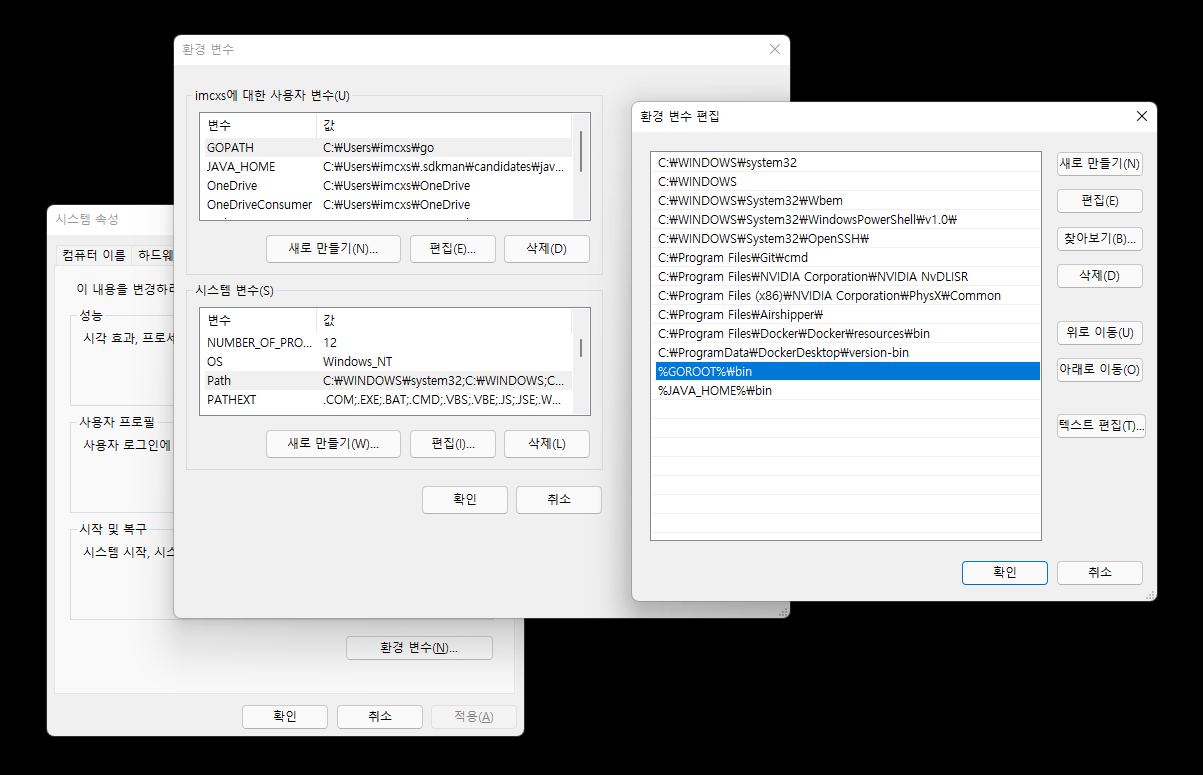 환경 변수
imcxs에 대한 사용자 변수(U)
변수 값
GOPATH C:₩Users₩imcxs₩go
JAVA_HOME C:₩Users₩imcxs₩.sdkman₩candidates₩jav...
OneDrive C:₩Users₩imcxs₩OneDrive
OneDriveConsumer C:₩Users₩imcxs₩OneDrive
새로 만들기(N)... 편집(E)... 삭제(D)
시스템 변수(S)
변수 값
NUMBER_OF_PRO... 12
OS Windows_NT
Path C:₩WINDOWS₩system32;C:₩WINDOWS;C...
PATHEXT .COM;.EXE;.BAT;.CMD;.VBS;.VBE;.JS;.JSE;.W...
새로 만들기(W)... 편집(I)... 삭제(L)
확인 취소
환경 변수 편집
C:₩WINDOWS₩system32
C:₩WINDOWS
C:₩WINDOWS₩System32₩Wbem
C:₩WINDOWS₩System32₩WindowsPowerShell₩v1.0₩
C:₩WINDOWS₩System32₩OpenSSH₩
C:₩Program Files₩Git₩cmd
C:₩Program Files₩NVIDIA Corporation₩NVIDIA NvDLISR
C:₩Program Files (x86)₩NVIDIA Corporation₩PhysX₩Common
C:₩Program Files₩Airshipper₩
C:₩Program Files₩Docker₩Docker₩resources₩bin
C:₩ProgramData₩DockerDesktop₩version-bin
%GOROOT%₩bin
%JAVA_HOME%₩bin
새로 만들기(N)
편집(E)
찾아보기(B)...
삭제(D)
위로 이동(U)
아래로 이동(O)
텍스트 편집(T)...
확인 취소
시스템 속성
컴퓨터 이름 하드웨
이 내용을 변경하려
성능
시각 효과, 프로세
사용자 프로필
사용자 로그인에
시작 및 복구
시스템 시작, 시스
환경 변수(N)...
확인 취소 적용(A)